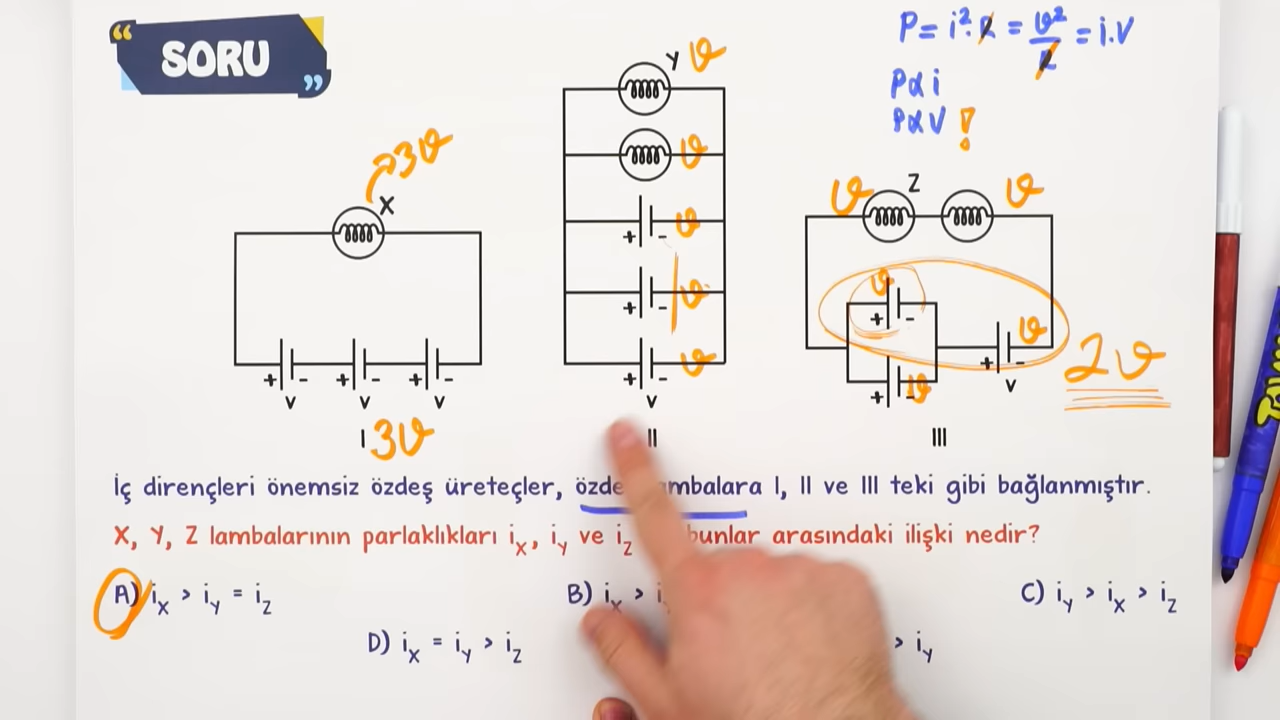 “ SORU ”
P = i². R = V²/R = i.V
P α i
P α V !
X 3V
V V V
3V
I
Y V
V
V
V
V
V
II
V Z V
V
V
V
V
2V
III
İç dirençleri önemsiz özdeş üreteçler, I, II ve III teki gibi bağlanmıştır.
X, Y, Z lambalarının parlaklıkları iX, iY ve iZ bunlar arasındaki ilişki nedir?
A) iX > iY = iZ
B) iX > i
C) iY > iX > iZ
D) iX = iY > iZ
> iY